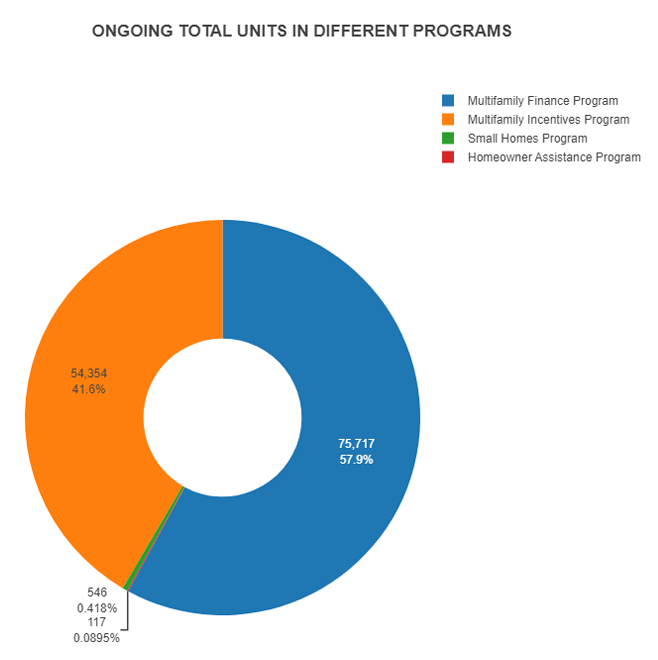 ONGOING TOTAL UNITS IN DIFFERENT PROGRAMS
Multifamily Finance Program
Multifamily Incentives Program
Small Homes Program
Homeowner Assistance Program
54,354
41.6%
75,717
57.9%
546
0.418%
117
0.0895%